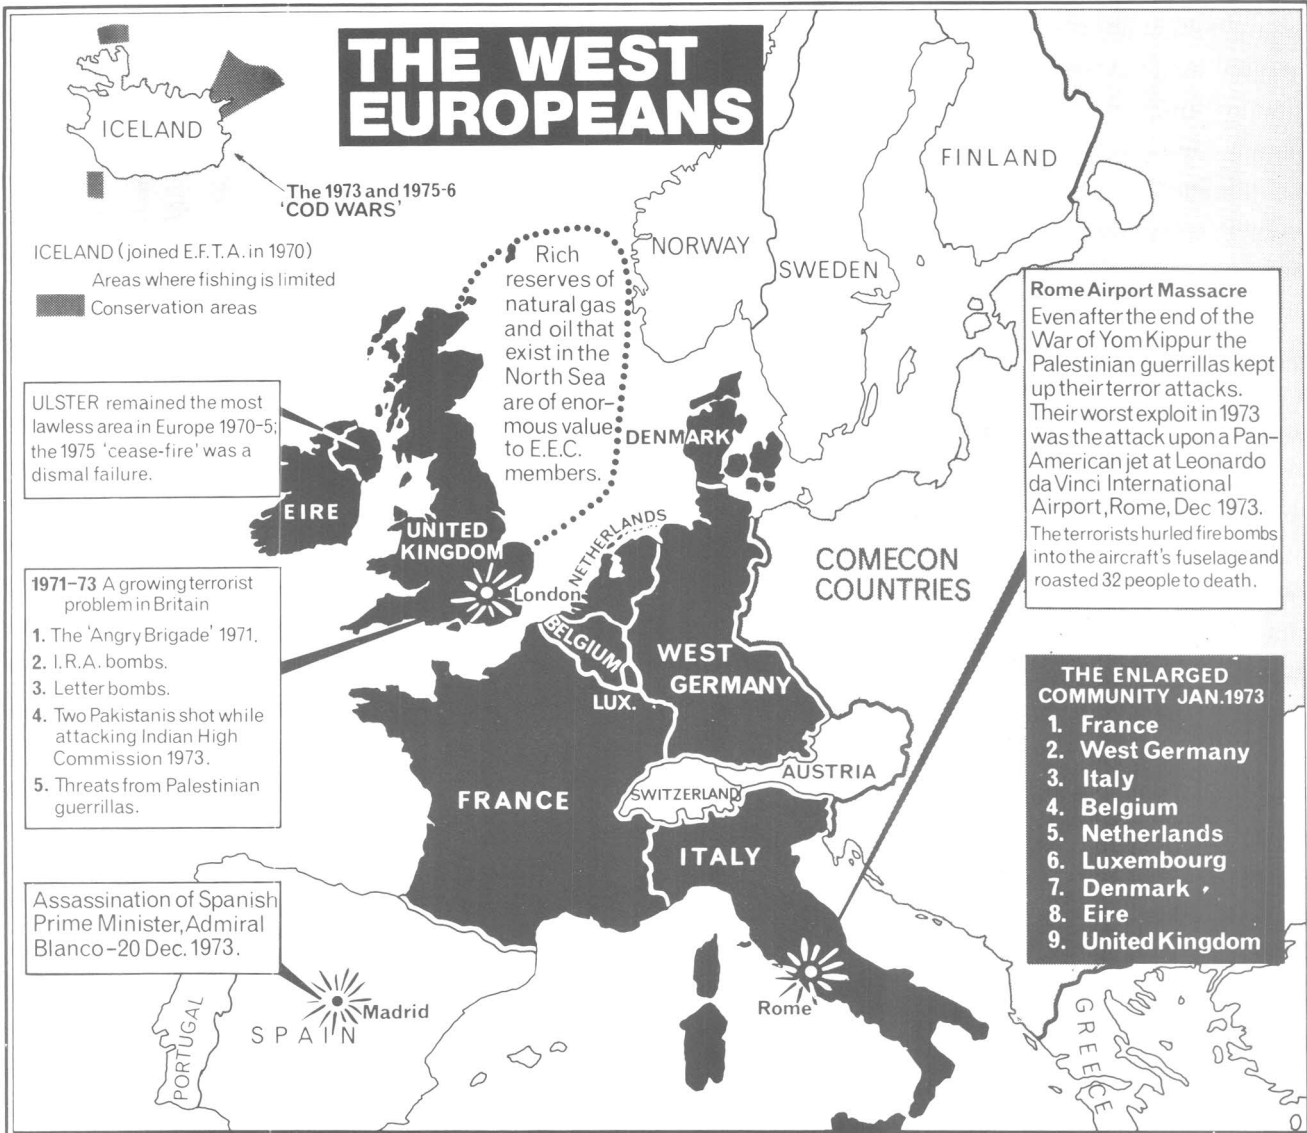 THE WEST
EUROPEANS
ICELAND
The 1973 and 1975-6
'COD WARS'
ICELAND (joined E.F.T.A. in 1970)
Areas where fishing is limited
Conservation areas
FINLAND
NORWAY
SWEDEN
Rich
reserves of
natural gas
and oil that
exist in the
North Sea
are of enor-
mous value
to E.E.C.
members.
Rome Airport Massacre
Even after the end of the
War of Yom Kippur the
Palestinian guerrillas kept
up their terror attacks.
Their worst exploit in 1973
was the attack upon a Pan-
American jet at Leonardo
da Vinci International
Airport, Rome, Dec 1973.
The terrorists hurled fire bombs
into the aircraft's fuselage and
roasted 32 people to death.
ULSTER remained the most
lawless area in Europe 1970-5;
the 1975 'cease-fire' was a
dismal failure.
DENMARK
EIRE
UNITED
KINGDOM
NETHERLANDS
London
COMECON
COUNTRIES
1971-73 A growing terrorist
problem in Britain
1. The 'Angry Brigade' 1971.
2. I.R.A. bombs.
3. Letter bombs.
4. Two Pakistanis shot while
attacking Indian High
Commission 1973.
5. Threats from Palestinian
guerrillas.
BELGIUM
WEST
GERMANY
LUX.
THE ENLARGED
COMMUNITY JAN. 1973
1. France
2. West Germany
3. Italy
4. Belgium
5. Netherlands
6. Luxembourg
7. Denmark
8. Eire
9. United Kingdom
AUSTRIA
SWITZERLAND
FRANCE
ITALY
Assassination of Spanish
Prime Minister, Admiral
Blanco-20 Dec. 1973.
Madrid
SPAIN
PORTUGAL
Rome
GREECE